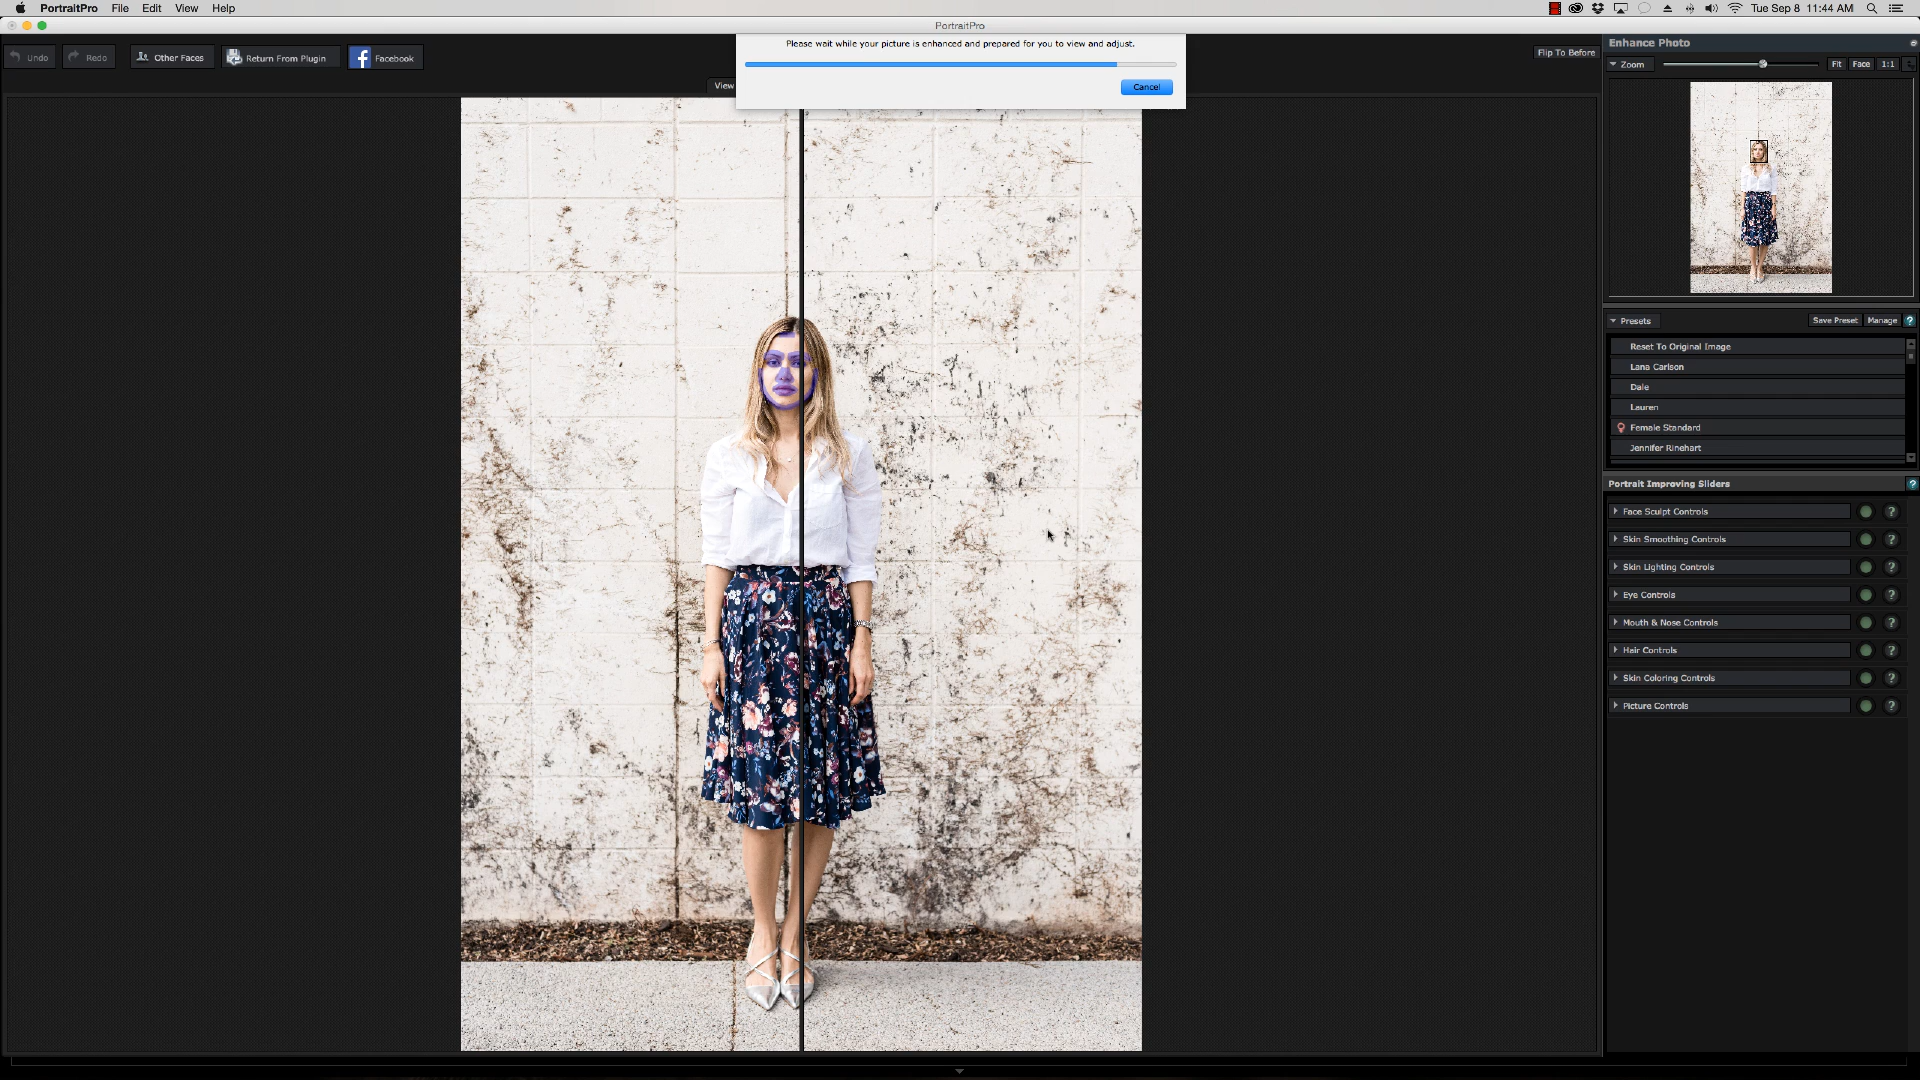 PortraitPro File Edit View Help
Tue Sep 8 11:44 AM
PortraitPro
Please wait while your picture is enhanced and prepared for you to view and adjust.
Cancel
Undo
Redo
Other Faces
Return From Plugin
Facebook
View
Flip To Before
Enhance Photo
Zoom
Fit
Face
1:1
Presets
Save Preset
Manage
?
Reset To Original Image
Lana Carlson
Dale
Lauren
Female Standard
Jennifer Rinehart
Portrait Improving Sliders
?
Face Sculpt Controls
?
Skin Smoothing Controls
?
Skin Lighting Controls
?
Eye Controls
?
Mouth & Nose Controls
?
Hair Controls
?
Skin Coloring Controls
?
Picture Controls
?